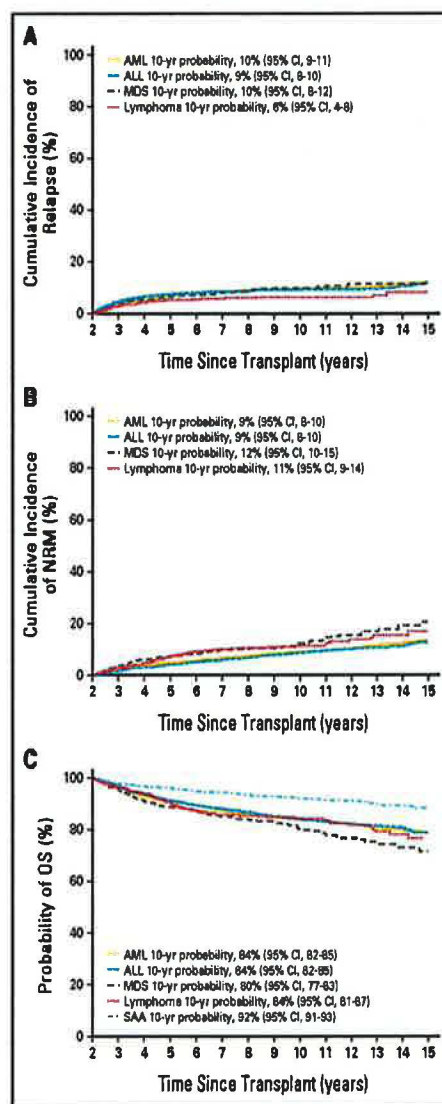 A
100
80
60
40
20
0
Cumulative Incidence of
Relapse (%)
AML 10-yr probability, 10% (95% CI, 9-11)
ALL 10-yr probability, 9% (95% CI, 8-10)
MDS 10-yr probability, 10% (95% CI, 8-12)
Lymphoma 10-yr probability, 6% (95% CI, 4-8)
2 3 4 5 6 7 8 9 10 11 12 13 14 15
Time Since Transplant (years)
B
100
80
60
40
20
0
Cumulative Incidence
of NRM (%)
AML 10-yr probability, 9% (95% CI, 8-10)
ALL 10-yr probability, 9% (95% CI, 8-10)
MDS 10-yr probability, 12% (95% CI, 10-15)
Lymphoma 10-yr probability, 11% (95% CI, 9-14)
2 3 4 5 6 7 8 9 10 11 12 13 14 15
Time Since Transplant (years)
C
100
80
60
40
20
0
Probability of OS (%)
AML 10-yr probability, 84% (95% CI, 82-85)
ALL 10-yr probability, 84% (95% CI, 82-85)
MDS 10-yr probability, 80% (95% CI, 77-83)
Lymphoma 10-yr probability, 84% (95% CI, 81-87)
SAA 10-yr probability, 92% (95% CI, 91-93)
2 3 4 5 6 7 8 9 10 11 12 13 14 15
Time Since Transplant (years)